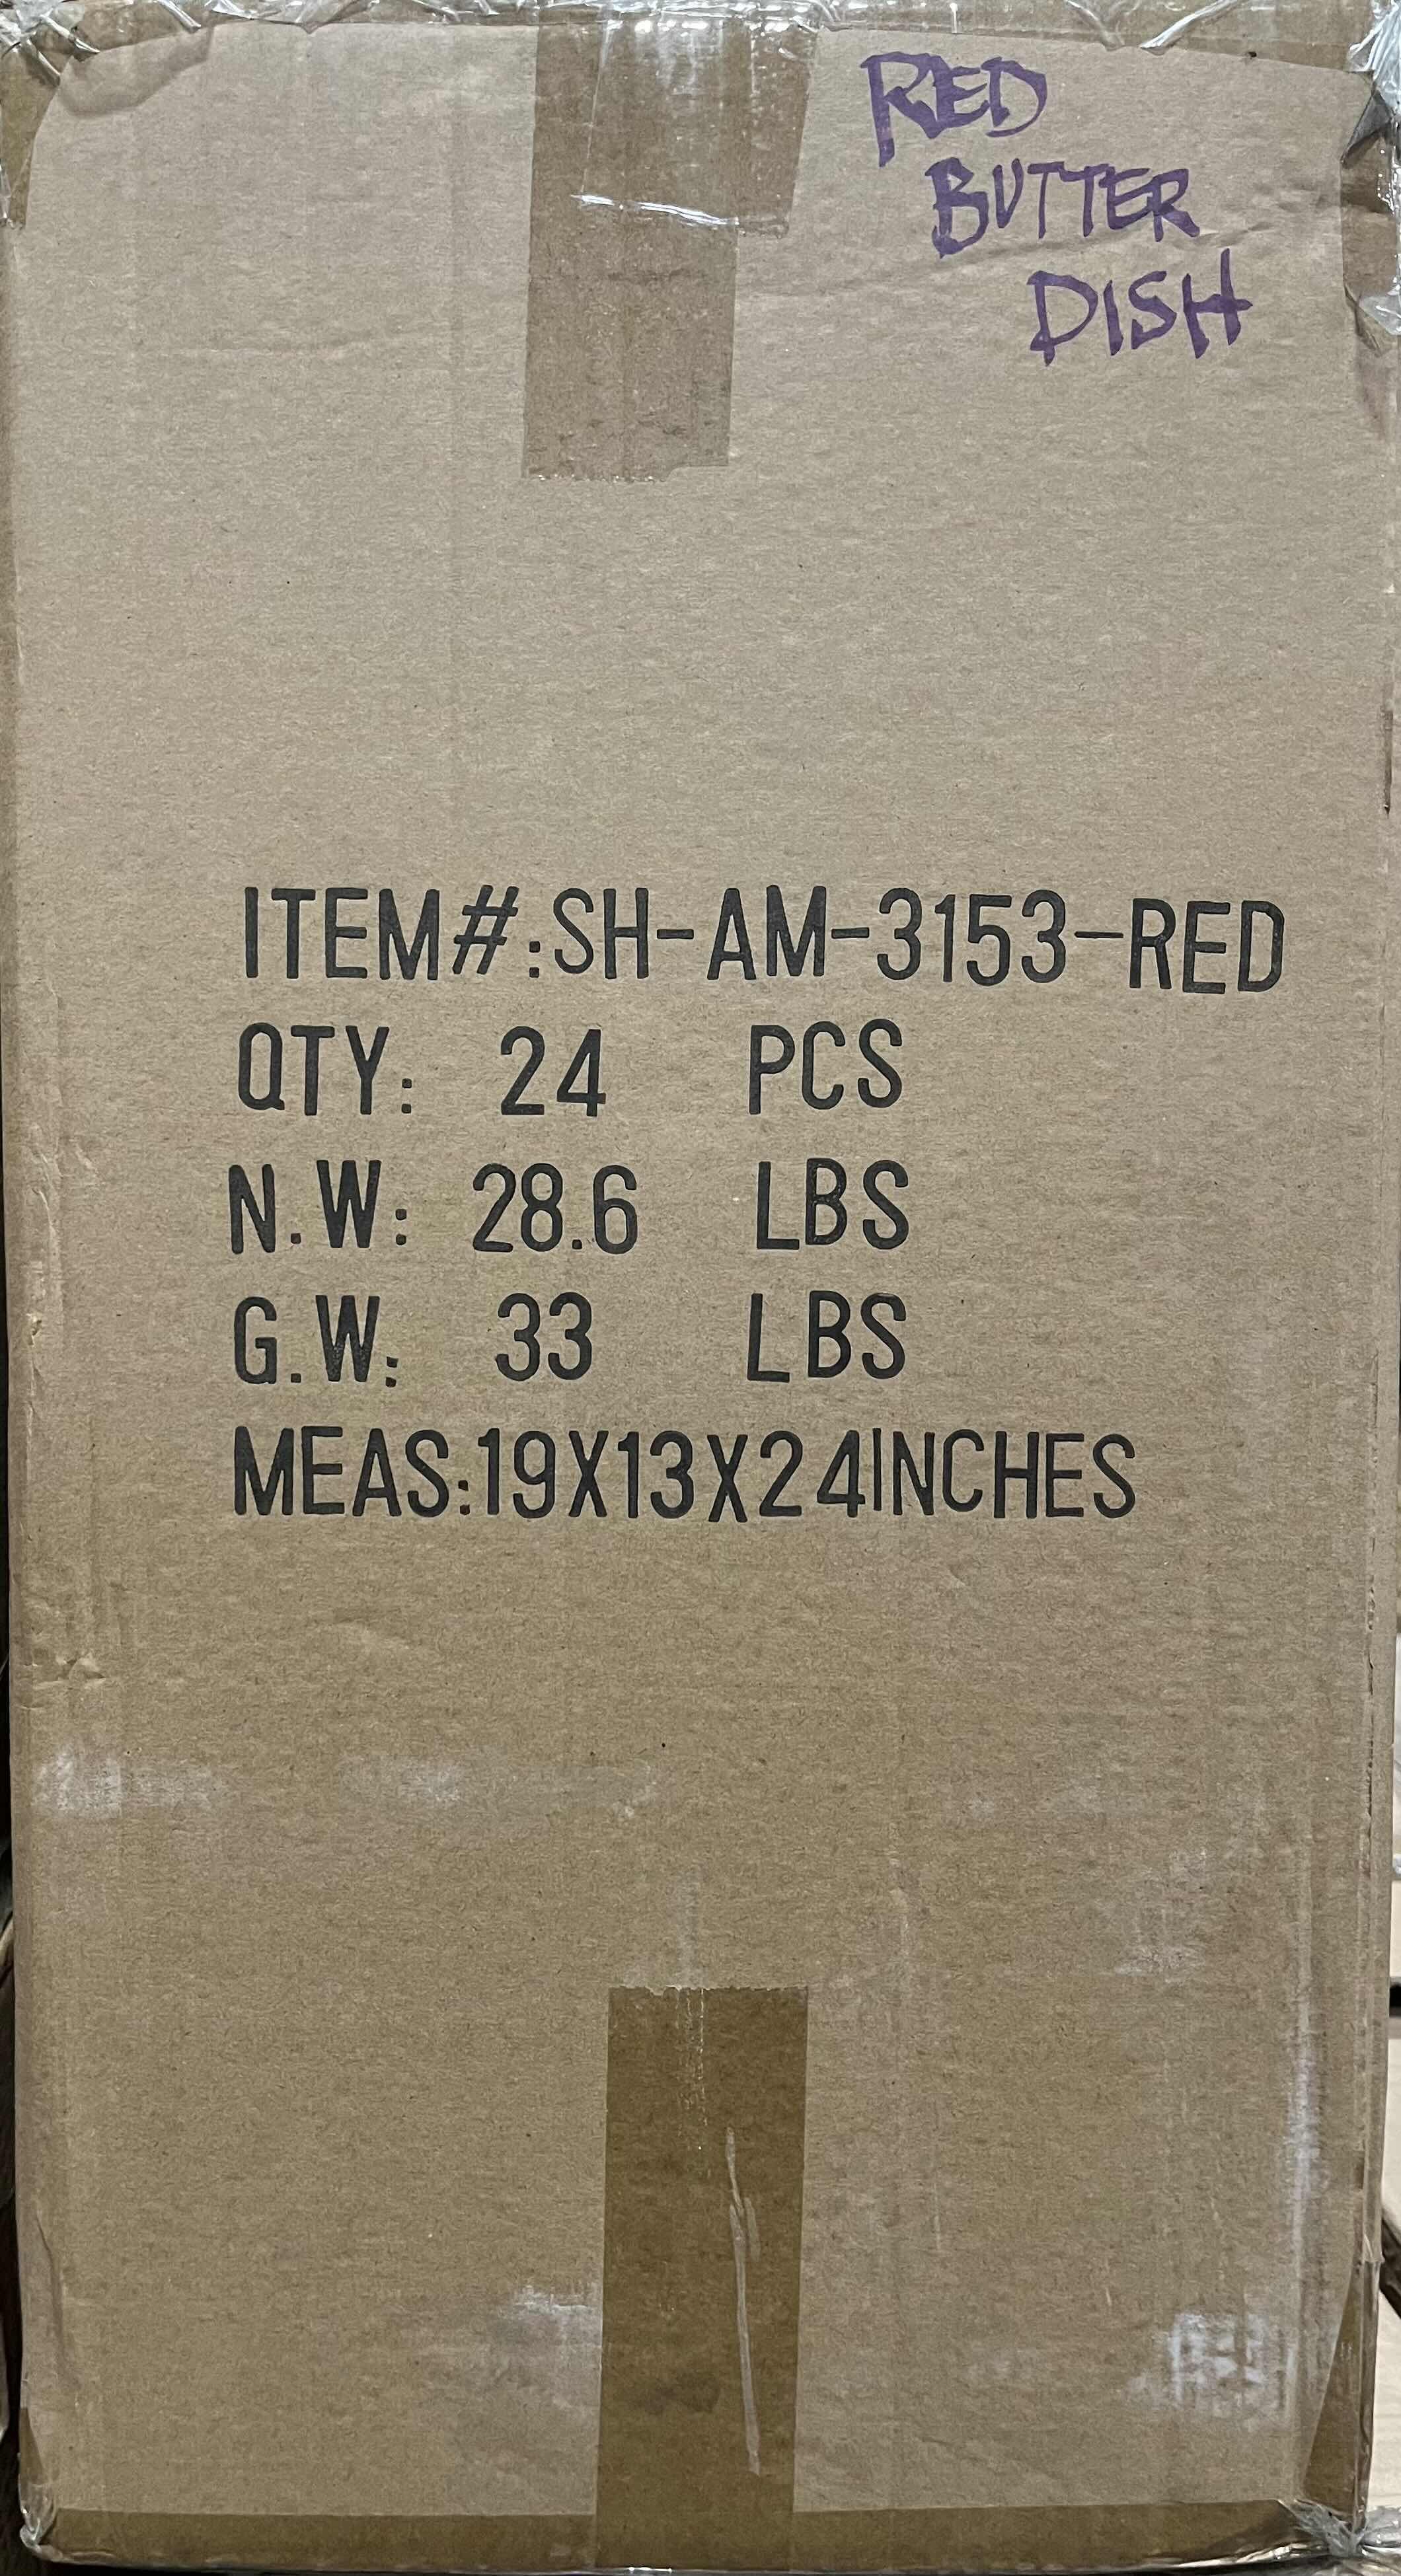 RED
BUTTER
DISH
ITEM#:SH-AM-3153-RED
QTY: 24 PCS
N.W: 28.6 LBS
G.W: 33 LBS
MEAS:19X13X24INCHES